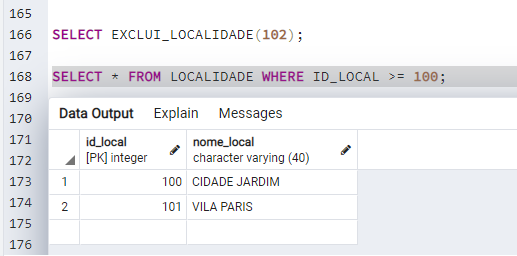 165
166 SELECT EXCLUI_LOCALIDADE(102);
167
168 SELECT * FROM LOCALIDADE WHERE ID_LOCAL >= 100;
169
170 Data Output Explain Messages
171 id_local nome_local
172 [PK] integer character varying (40)
173 1 100 CIDADE JARDIM
174 2 101 VILA PARIS
175
176